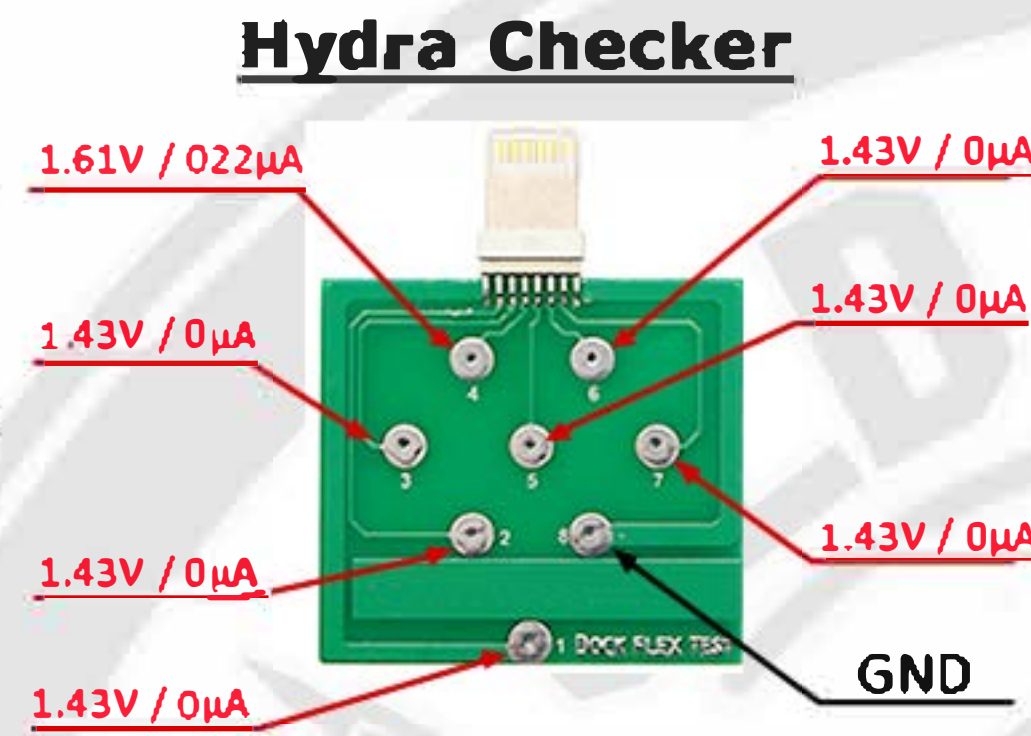 Hydra Checker
1.61V / 022µA
1.43V / 0µA
1.43V / 0µA
1.43V / 0µA
4
6
3
5
7
2
8 -
1.43V / 0µA
1.43V / 0µA
1 DOCK FLEX TEST
GND
1.43V / 0µA